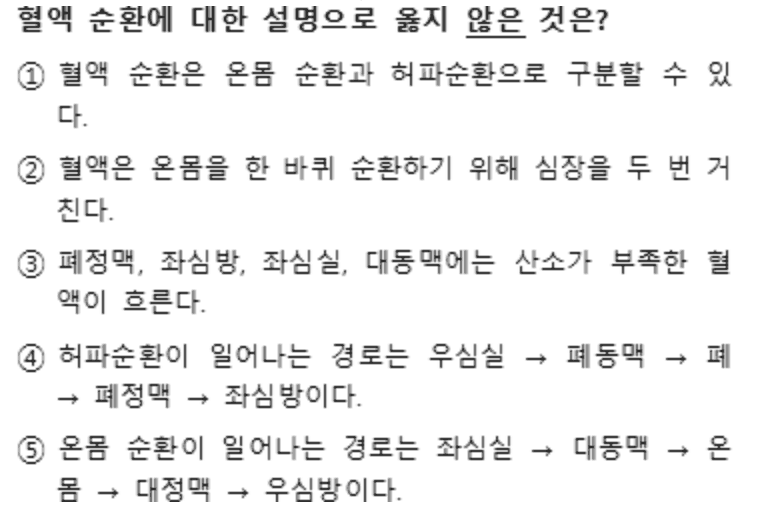 혈액 순환에 대한 설명으로 옳지 않은 것은?
① 혈액 순환은 온몸 순환과 허파순환으로 구분할 수 있
다.
② 혈액은 온몸을 한 바퀴 순환하기 위해 심장을 두 번 거
친다.
③ 폐정맥, 좌심방, 좌심실, 대동맥에는 산소가 부족한 혈
액이 흐른다.
④ 허파순환이 일어나는 경로는 우심실 → 폐동맥 → 폐
→ 폐정맥 → 좌심방이다.
⑤ 온몸 순환이 일어나는 경로는 좌심실 → 대동맥 → 온
몸 → 대정맥 → 우심방이다.